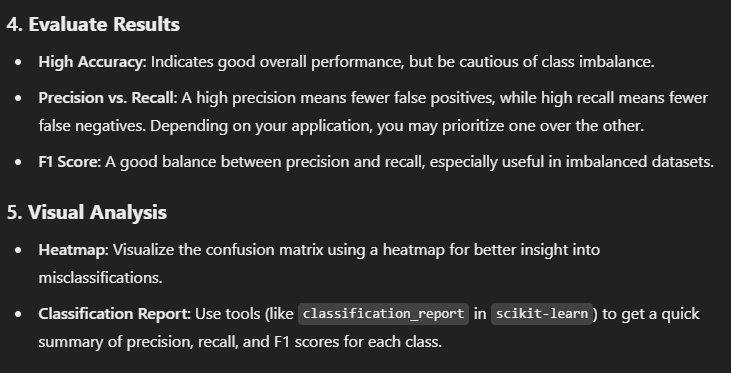 4. Evaluate Results
• High Accuracy: Indicates good overall performance, but be cautious of class imbalance.
• Precision vs. Recall: A high precision means fewer false positives, while high recall means fewer
false negatives. Depending on your application, you may prioritize one over the other.
• F1 Score: A good balance between precision and recall, especially useful in imbalanced datasets.
5. Visual Analysis
• Heatmap: Visualize the confusion matrix using a heatmap for better insight into
misclassifications.
• Classification Report: Use tools (like classification_report in scikit-learn) to get a quick
summary of precision, recall, and F1 scores for each class.